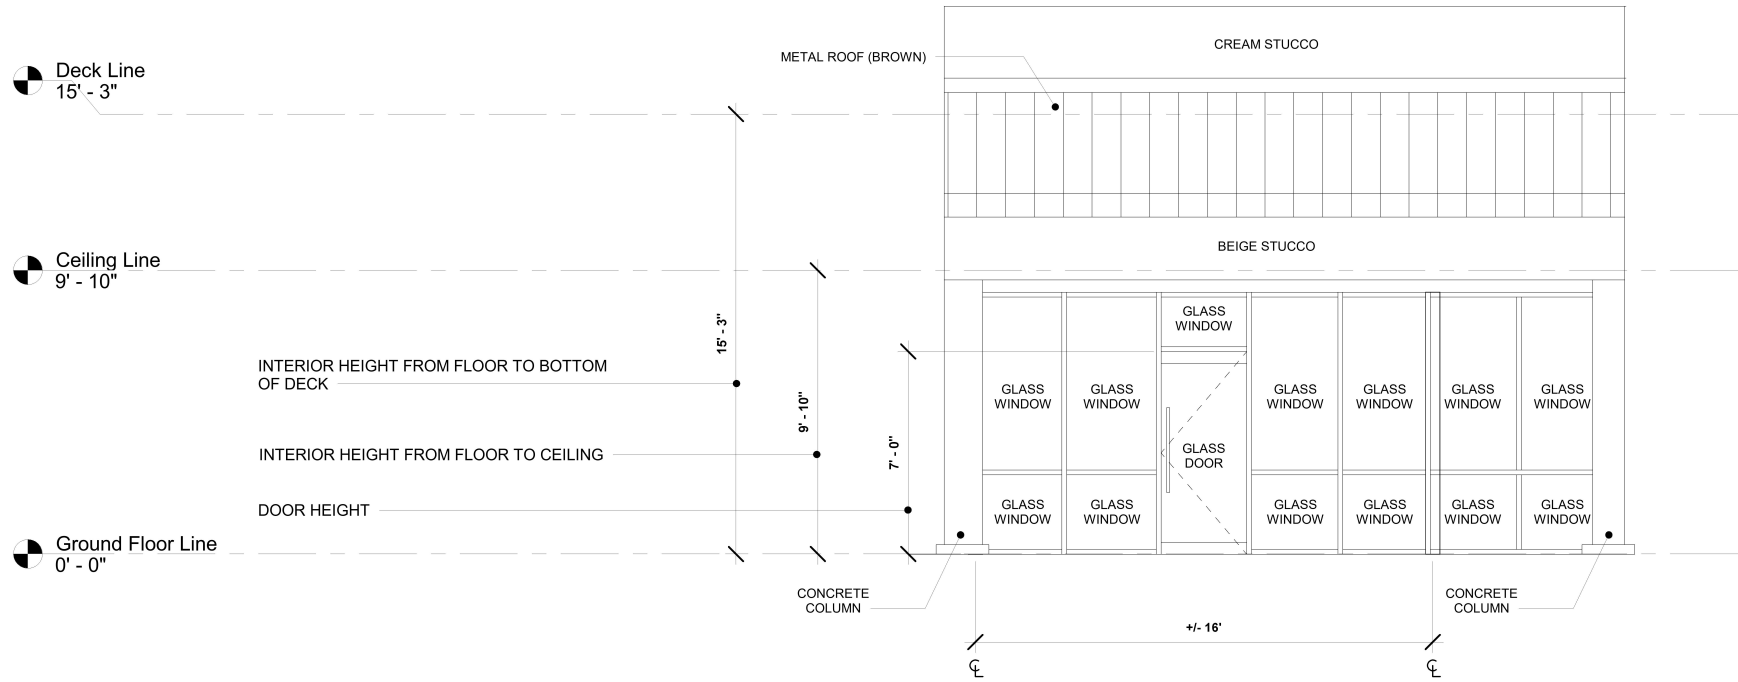 CREAM STUCCO
METAL ROOF (BROWN)
Deck Line
15' - 3"
BEIGE STUCCO
Ceiling Line
9' - 10"
GLASS
WINDOW
15' - 3"
INTERIOR HEIGHT FROM FLOOR TO BOTTOM
OF DECK
9' - 10"
7' - 0"
GLASS
WINDOW
GLASS
WINDOW
GLASS
WINDOW
GLASS
WINDOW
GLASS
WINDOW
GLASS
WINDOW
GLASS
DOOR
INTERIOR HEIGHT FROM FLOOR TO CEILING
DOOR HEIGHT
GLASS
WINDOW
GLASS
WINDOW
GLASS
WINDOW
GLASS
WINDOW
GLASS
WINDOW
GLASS
WINDOW
Ground Floor Line
0' - 0"
CONCRETE
COLUMN
CONCRETE
COLUMN
+/- 16'
℄
℄